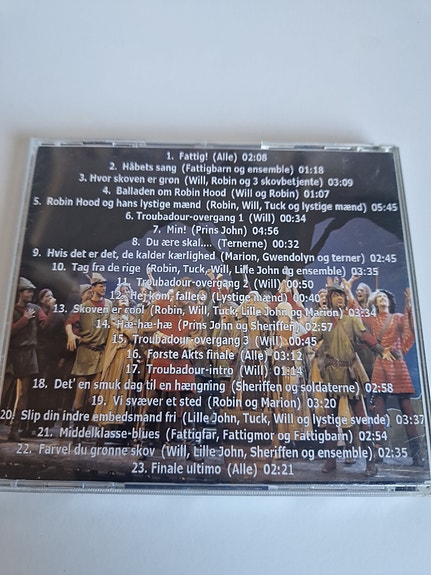 1. Fattig! (Alle) 02:08
2. Håbets sang (Fattigbarn og ensemble) 01:18
3. Hvor skoven er grøn (Will, Robin og 3 skovbetjente) 03:09
4. Balladen om Robin Hood (Will og Robin) 01:07
5. Robin Hood og hans lystige mænd (Robin, Will, Tuck og lystige mænd) 05:45
6. Troubadour-overgang 1 (Will) 00:34
7. Min! (Prins John) 04:56
8. Du ære skal.... (Ternerne) 00:32
9. Hvis det er det, de kalder kærlighed (Marion, Gwendolyn og terner) 02:45
10. Tag fra de rige (Robin, Tuck, Will, Lille John og ensemble) 03:35
11. Troubadour-overgang 2 (Will) 00:50
12. Hej kom, fallera (Lystige mænd) 00:40
13. Skoven er cool (Robin, Will, Tuck, Lille John og Marion) 03:34
14. Hæ-hæ-hæ (Prins John og Sheriffen) 02:57
15. Troubadour-overgang 3 (Will) 00:45
16. Første Akts finale (Alle) 03:12
17. Troubadour-intro (Will) 01:14
18. Det' en smuk dag til en hængning (Sheriffen og soldaterne) 02:58
19. Vi svæver et sted (Robin og Marion) 03:20
20. Slip din indre embedsmand fri (Lille John, Tuck, Will og lystige svende) 03:37
21. Middelklasse-blues (Fattigfar, Fattigmor og Fattigbarn) 02:54
22. Farvel du grønne skov (Will, Lille John, Sheriffen og ensemble) 02:35
23. Finale ultimo (Alle) 02:21